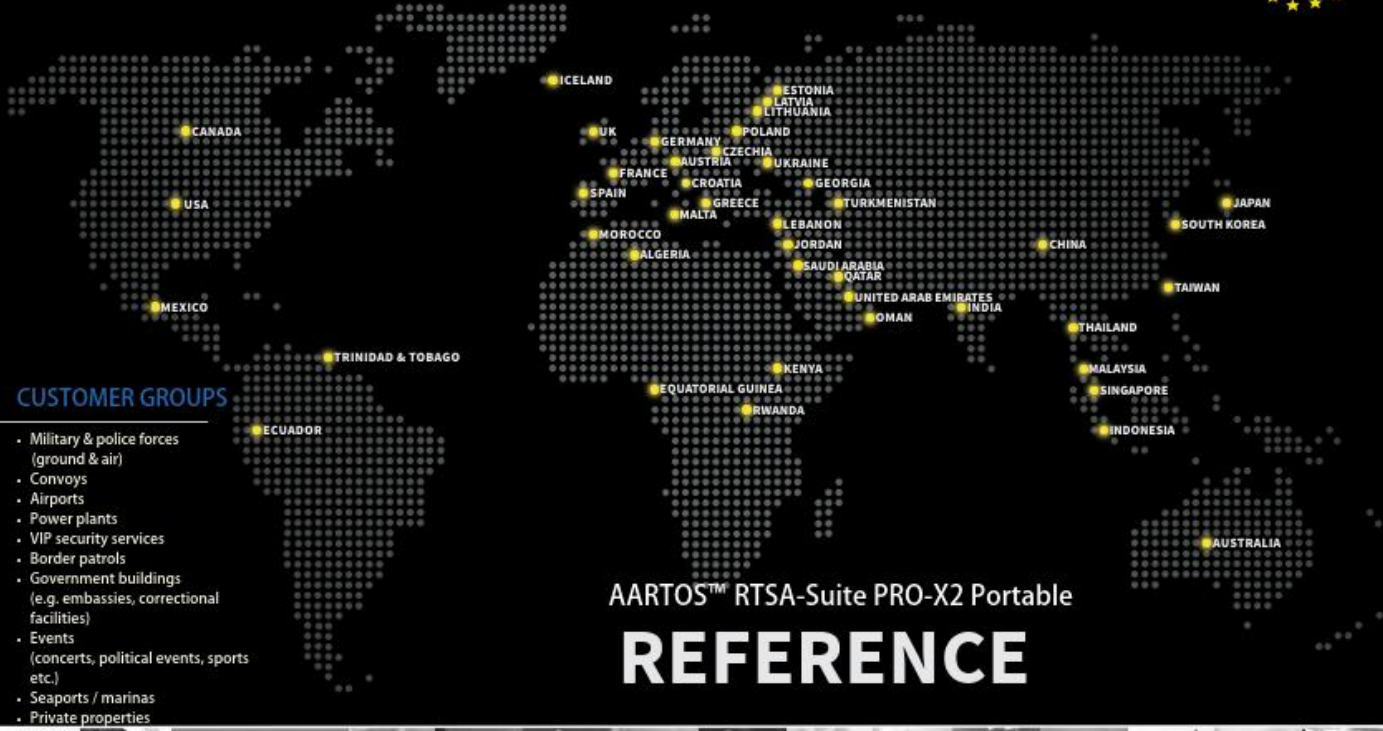 ICELAND
ESTONIA
LATVIA
LITHUANIA
CANADA
UK
POLAND
GERMANY
CZECHIA
AUSTRIA
UKRAINE
FRANCE
CROATIA
GEORGIA
SPAIN
USA
GREECE
TURKMENISTAN
JAPAN
MALTA
LEBANON
SOUTH KOREA
MOROCCO
JORDAN
CHINA
ALGERIA
SAUDI ARABIA
QATAR
TAIWAN
UNITED ARAB EMIRATES
MEXICO
INDIA
OMAN
THAILAND
TRINIDAD & TOBAGO
KENYA
MALAYSIA
EQUATORIAL GUINEA
SINGAPORE
RWANDA
ECUADOR
INDONESIA
AUSTRALIA
CUSTOMER GROUPS
• Military & police forces
(ground & air)
• Convoys
• Airports
• Power plants
• VIP security services
• Border patrols
• Government buildings
(e.g. embassies, correctional
facilities)
• Events
(concerts, political events, sports
etc.)
• Seaports / marinas
• Private properties
AARTOS™ RTSA-Suite PRO-X2 Portable
REFERENCE